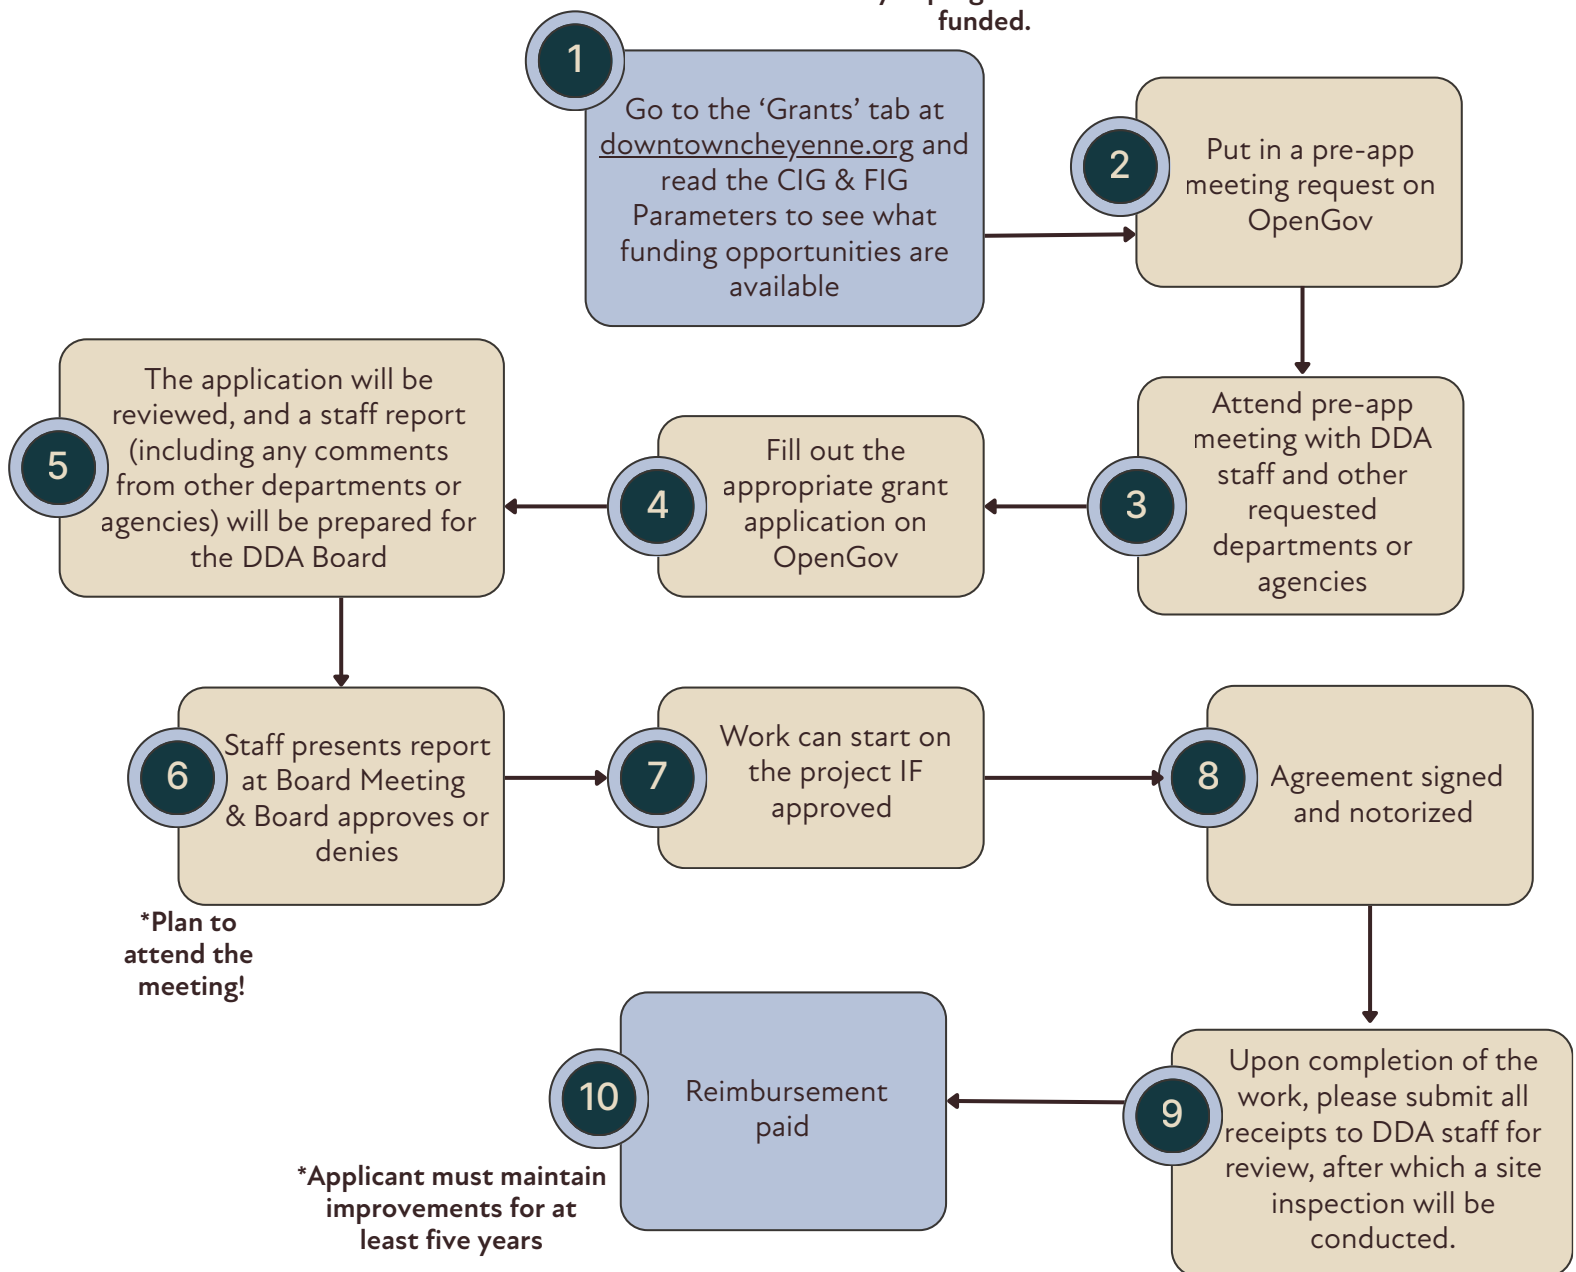 funded.
1
Go to the ‘Grants’ tab at
downtowncheyenne.org and
read the CIG & FIG
Parameters to see what
funding opportunities are
available
2
Put in a pre-app
meeting request on
OpenGov
3
Attend pre-app
meeting with DDA
staff and other
requested
departments or
agencies
4
Fill out the
appropriate grant
application on
OpenGov
5
The application will be
reviewed, and a staff report
(including any comments
from other departments or
agencies) will be prepared for
the DDA Board
6
Staff presents report
at Board Meeting
& Board approves or
denies
*Plan to
attend the
meeting!
7
Work can start on
the project IF
approved
8
Agreement signed
and notorized
9
Upon completion of the
work, please submit all
receipts to DDA staff for
review, after which a site
inspection will be
conducted.
10
Reimbursement
paid
*Applicant must maintain
improvements for at
least five years